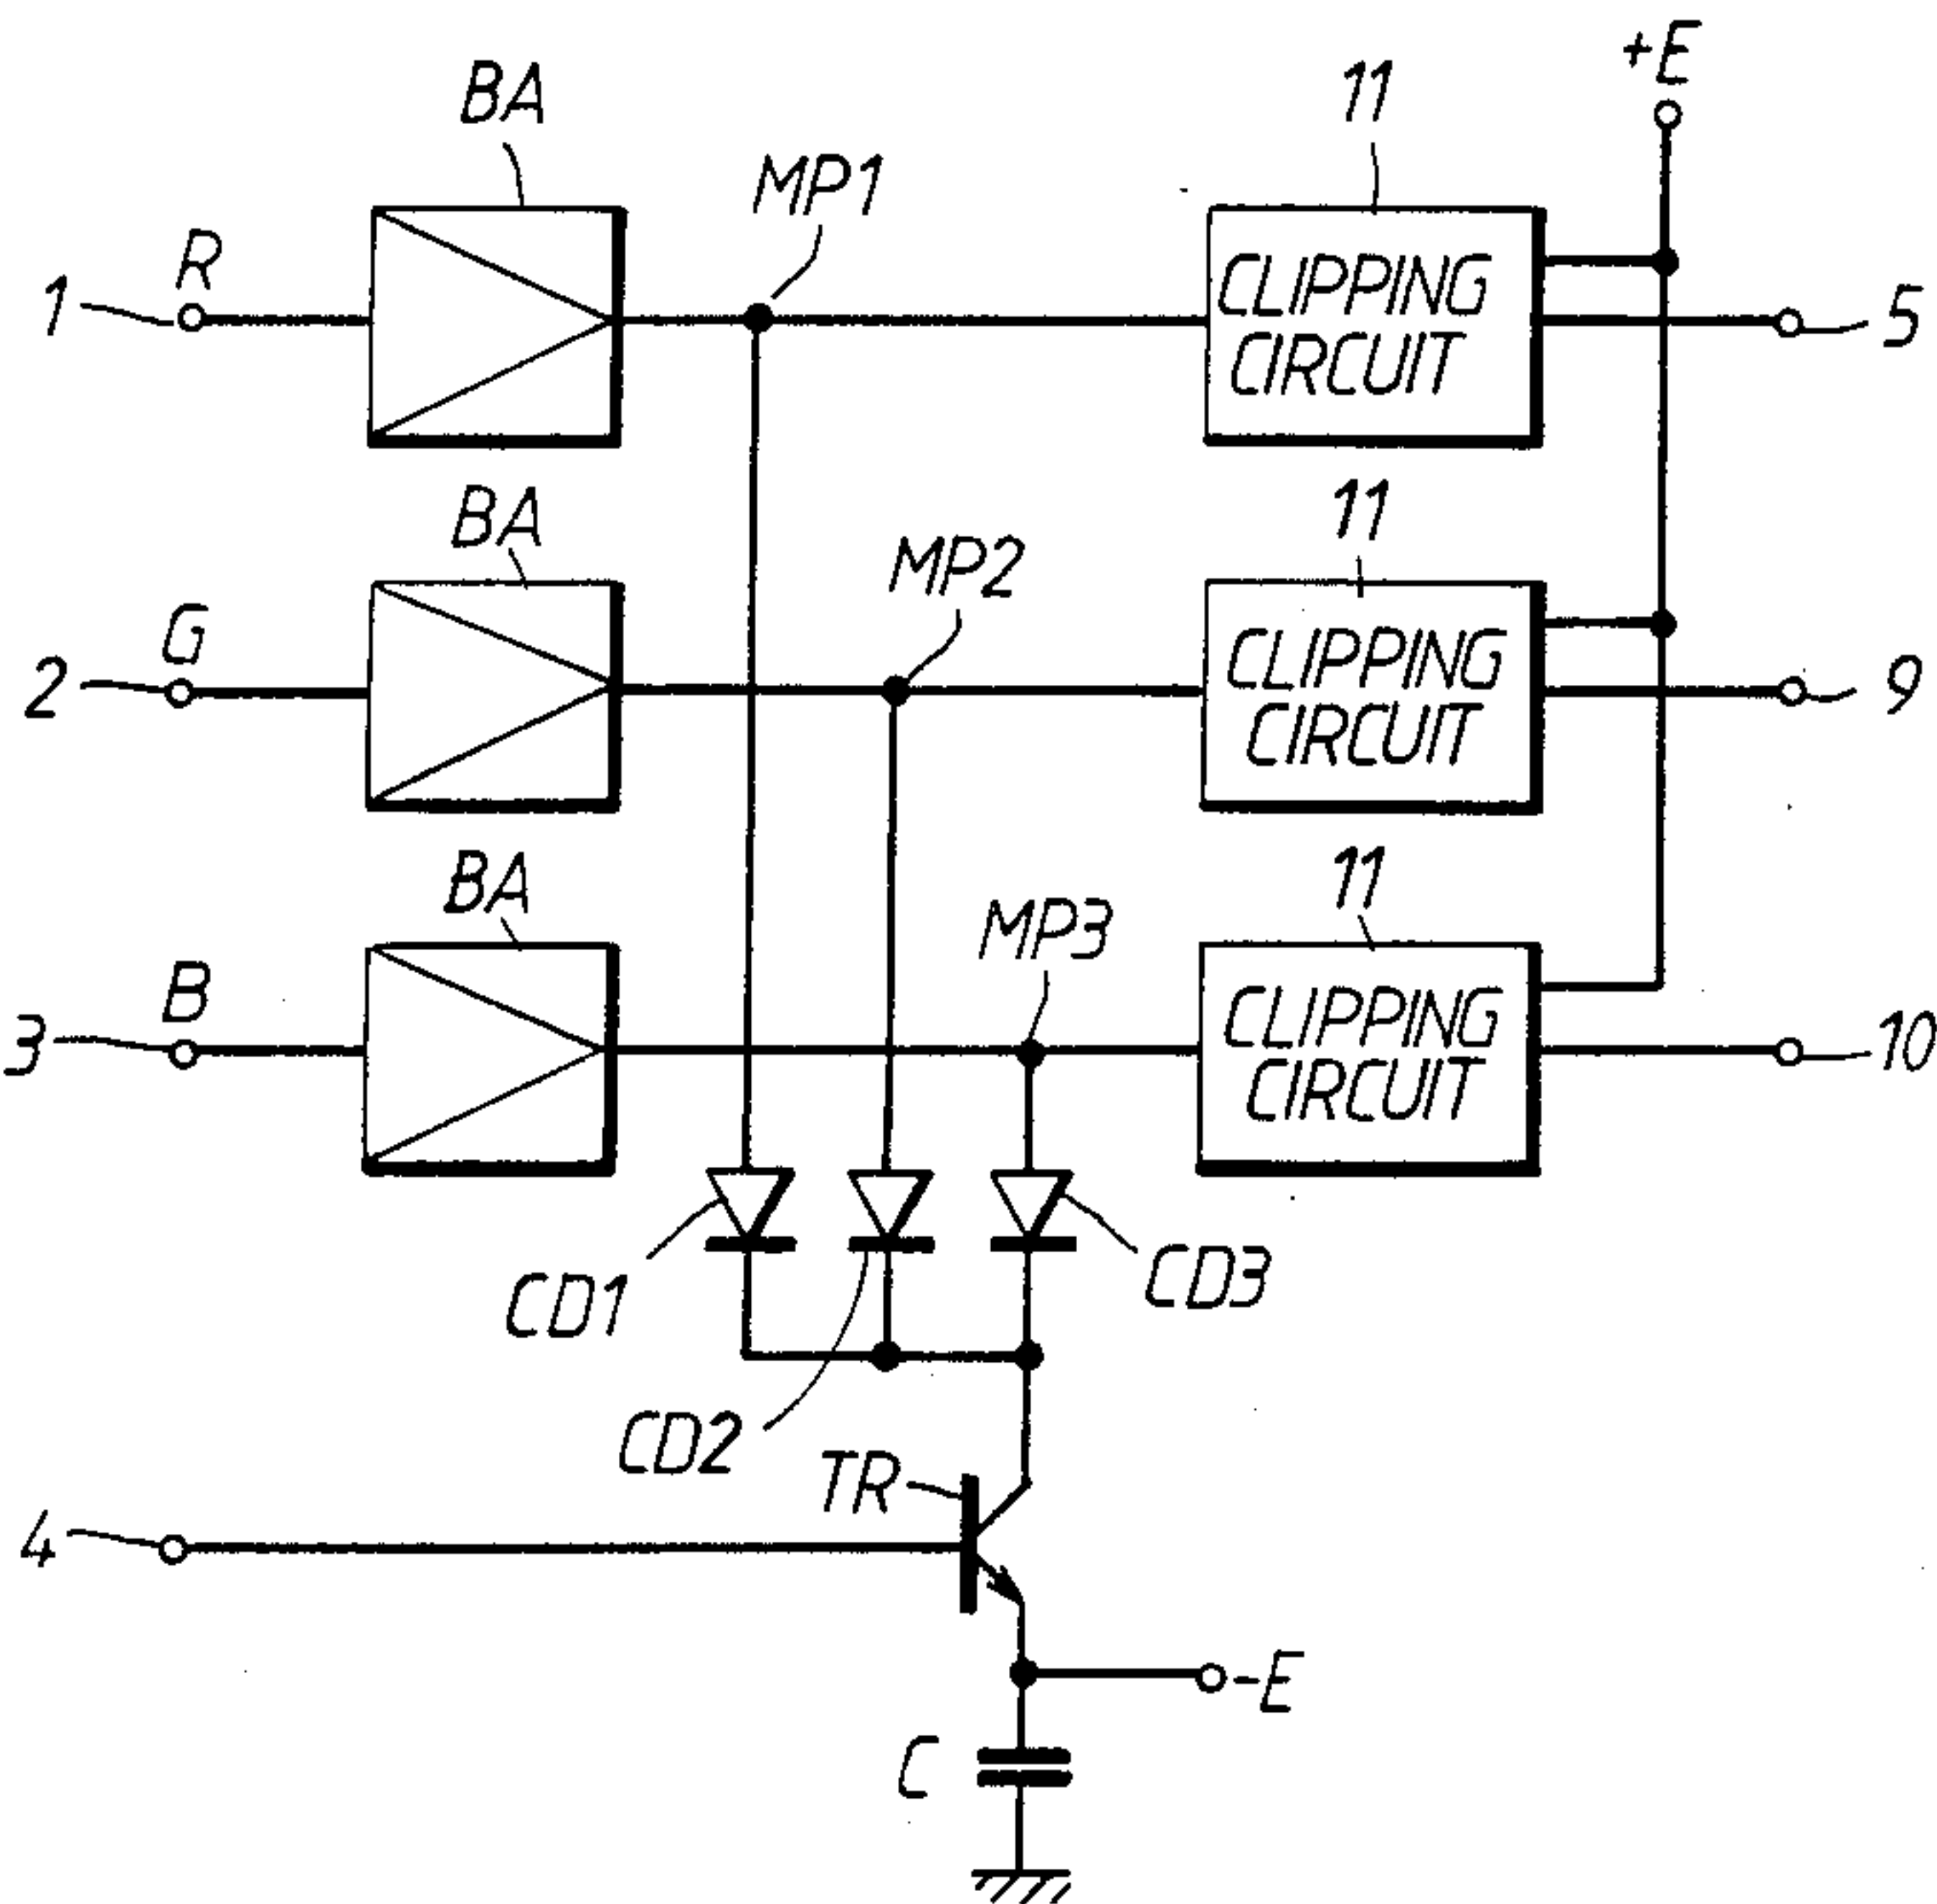 BA
11
+E
MP1
R
1
CLIPPING
CIRCUIT
5
BA
11
MP2
G
2
CLIPPING
CIRCUIT
9
BA
11
MP3
B
3
CLIPPING
CIRCUIT
10
CD1
CD3
CD2
TR
4
-E
C